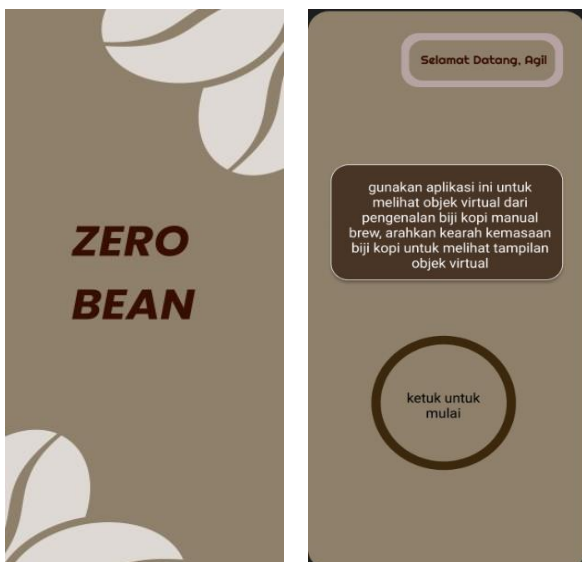 ZERO
BEAN
Selamat Datang, Agil
gunakan aplikasi ini untuk
melihat objek virtual dari
pengenalan biji kopi manual
brew, arahkan kearah kemasaan
biji kopi untuk melihat tampilan
objek virtual
ketuk untuk
mulai